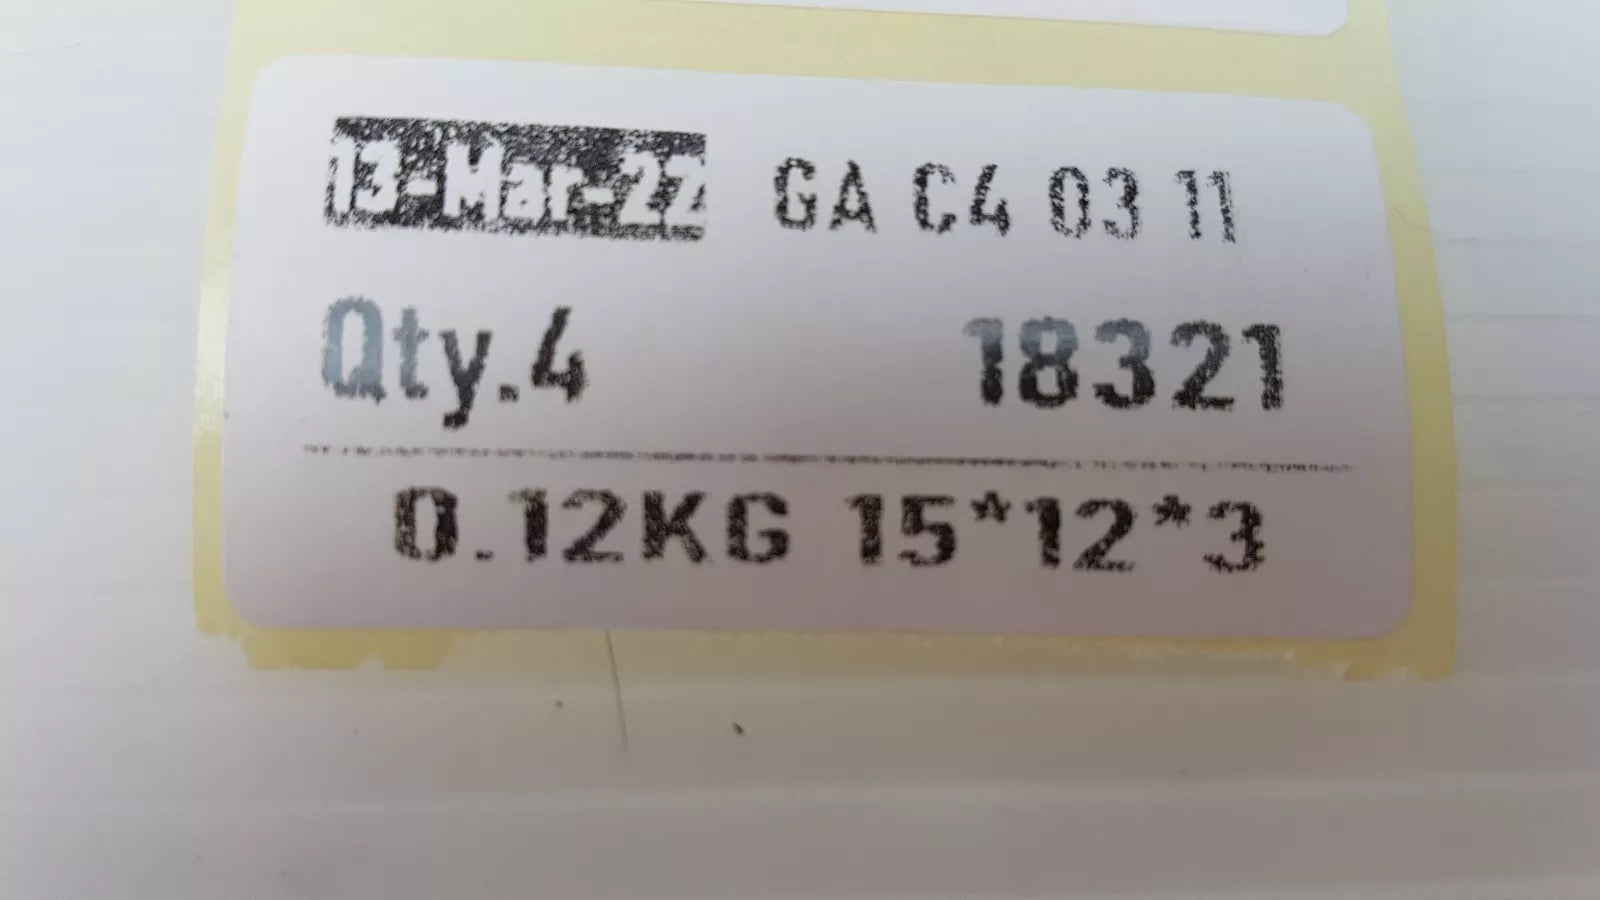 13-Mar-22 GA C4 03 11
Qty.4 18321
0.12KG 15*12*3